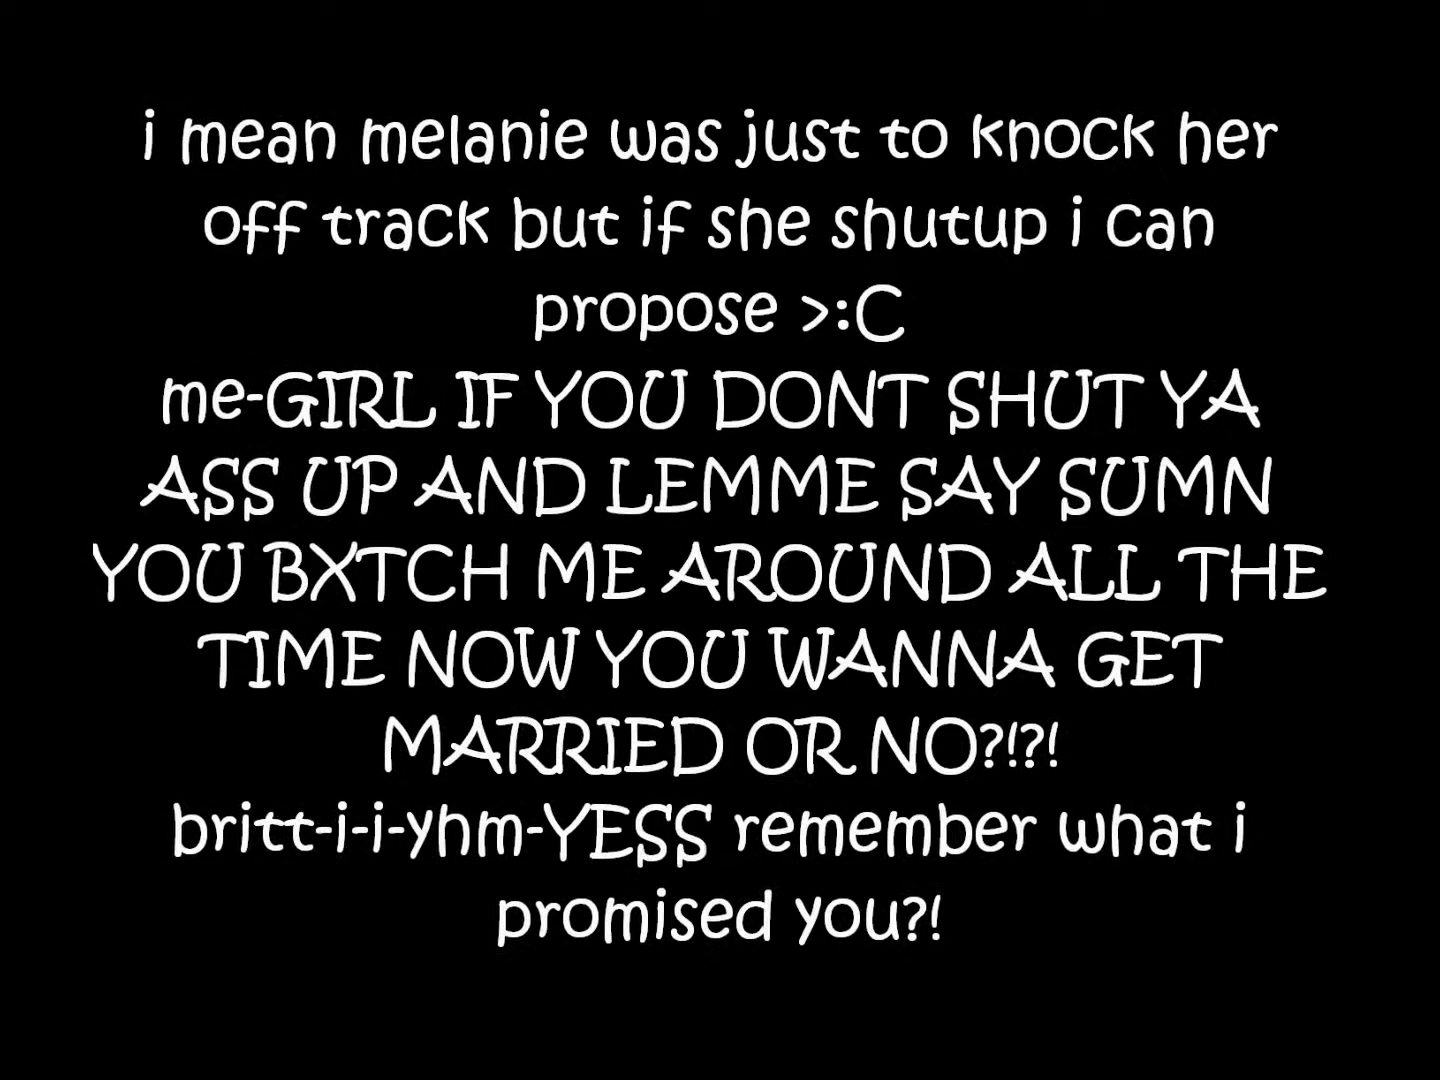 i mean melanie was just to knock her
off track but if she shutup i can
propose >:C
me-GIRL IF YOU DONT SHUT YA
ASS UP AND LEMME SAY SUMN
YOU BXTCH ME AROUND ALL THE
TIME NOW YOU WANNA GET
MARRIED OR NO?!?!
britt-i-i-yhm-YESS remember what i
promised you?!